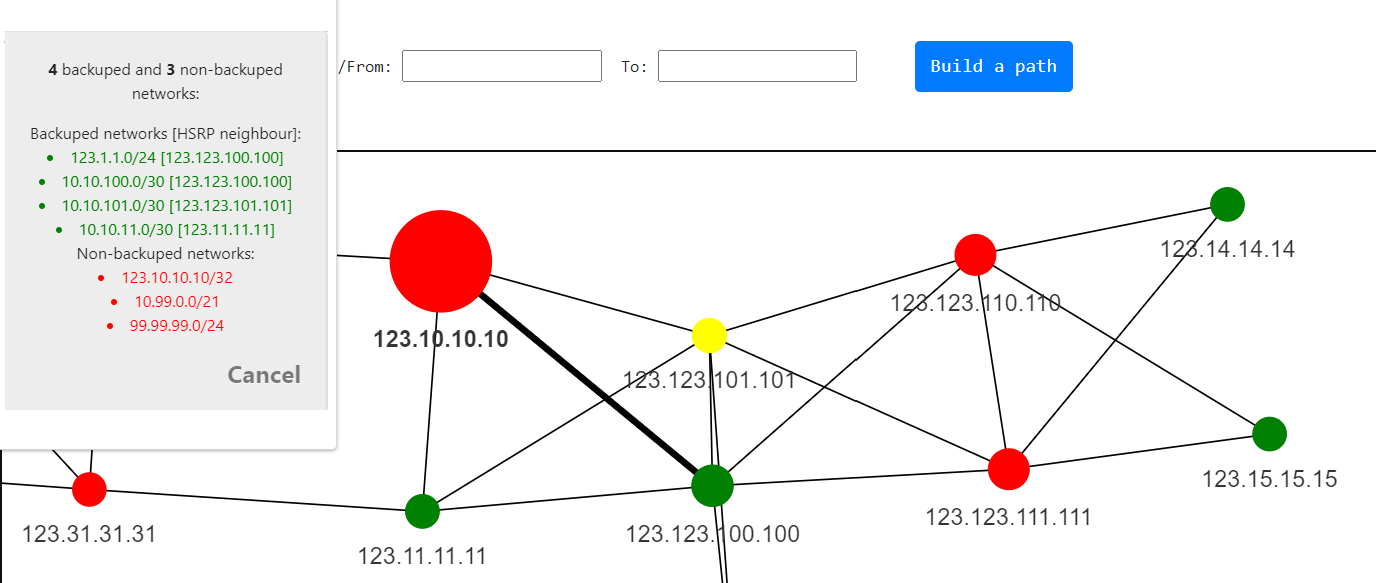 4 backuped and 3 non-backuped
networks:
Backuped networks [HSRP neighbour]:
123.1.1.0/24 [123.123.100.100]
10.10.100.0/30 [123.123.100.100]
10.10.101.0/30 [123.123.101.101]
10.10.11.0/30 [123.11.11.11]
Non-backuped networks:
123.10.10.10/32
10.99.0.0/21
99.99.99.0/24
Cancel
/From: To: Build a path
123.14.14.14
123.123.110.110
123.10.10.10
123.123.101.101
123.15.15.15
123.123.111.111
123.31.31.31
123.123.100.100
123.11.11.11